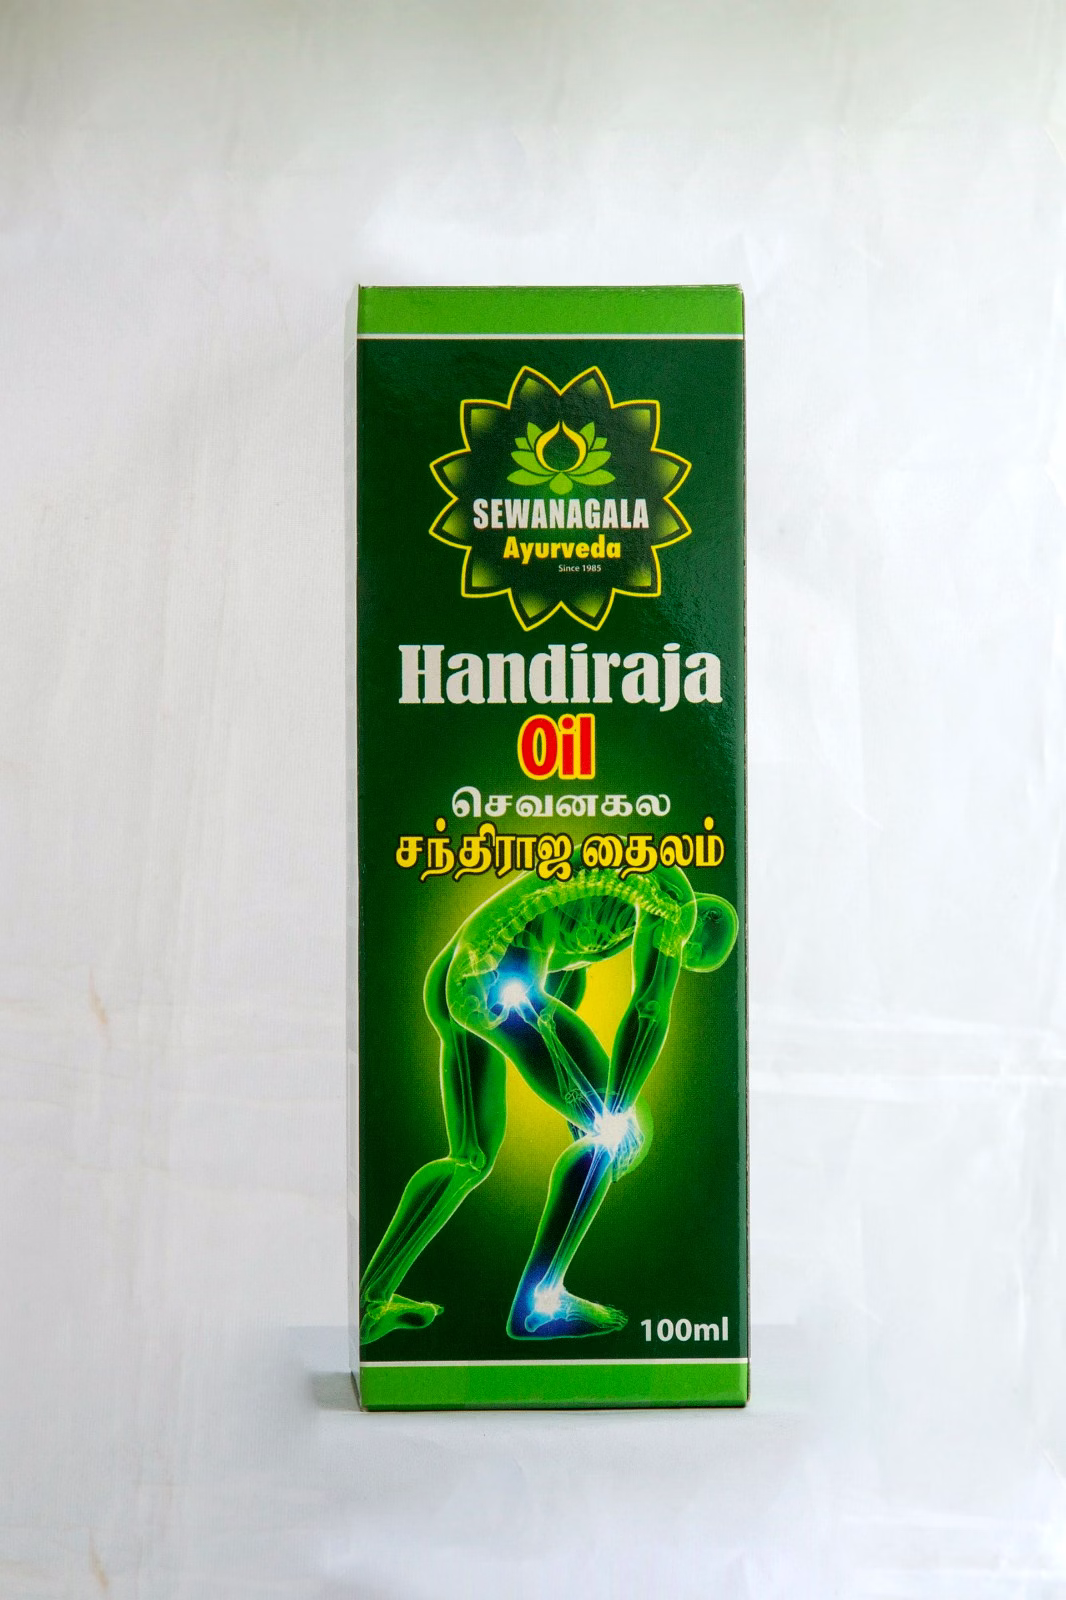 SEWANAGALA
Ayurveda
Since 1985
Handiraja
Oil
செவனகல
சந்திராஜ தைலம்
100ml